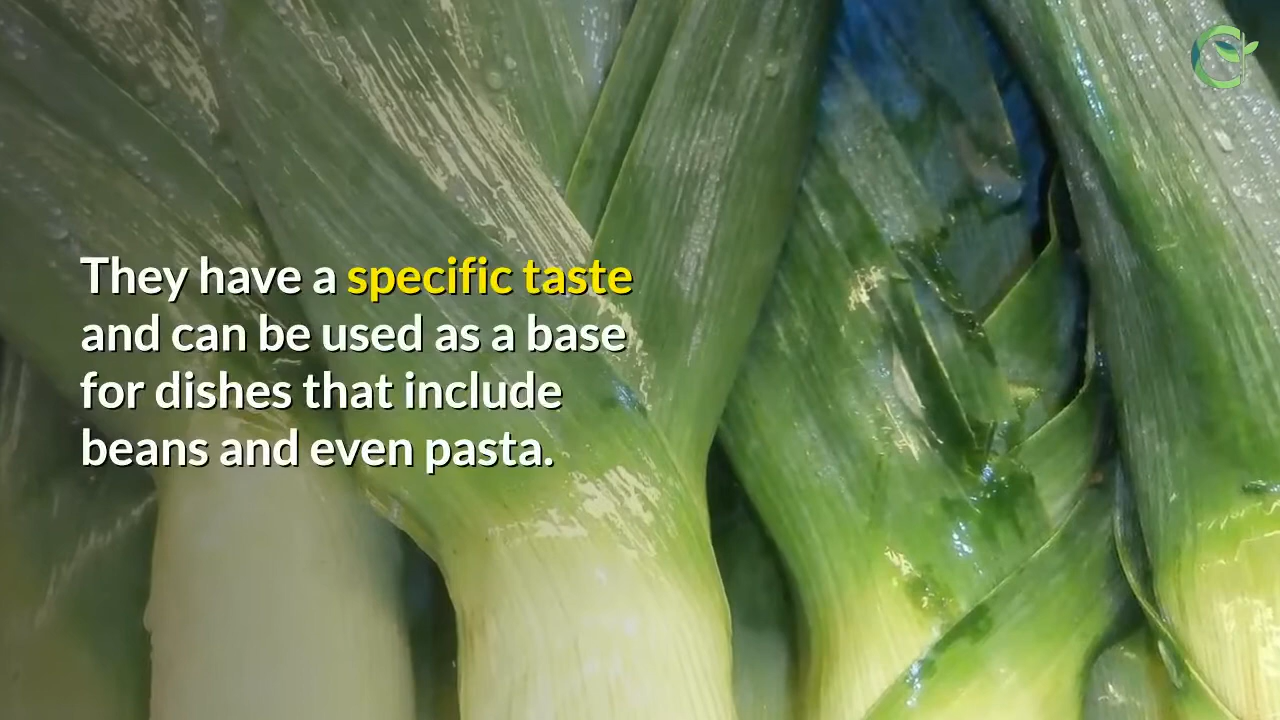 They have a specific taste
and can be used as a base
for dishes that include
beans and even pasta.